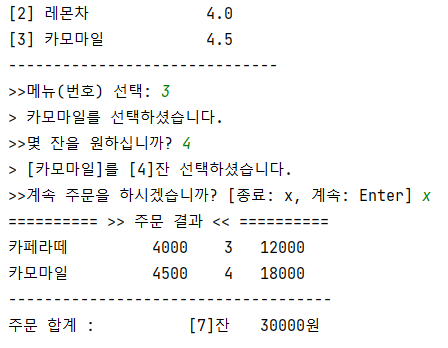 [2] 레몬차 4.0
[3] 카모마일 4.5
------------------------------
>>메뉴(번호) 선택: 3
> 카모마일를 선택하셨습니다.
>>몇 잔을 원하십니까? 4
> [카모마일]를 [4]잔 선택하셨습니다.
>>계속 주문을 하시겠습니까? [종료: x, 계속: Enter] x
========== >> 주문 결과 << ==========
카페라떼 4000 3 12000
카모마일 4500 4 18000
------------------------------------
주문 합계 : [7]잔 30000원